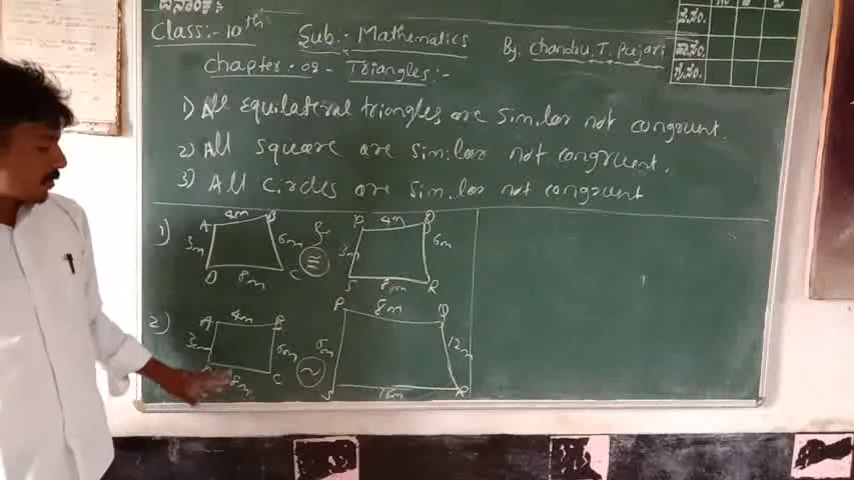 ದಿನಾಂಕ:
Class:- 10th Sub:- Mathematics By: Chandru.T. Pujari
Chapter - 02 - Triangles:-
1) All equilateral triangles are similar not congruent.
2) All square are similar not congruent.
3) All circles are similar not congruent
1) A 4m B 3m 6m D 8m C ≅ P 4m Q 3m 6m S 8m R
2) A 4m B 3m 6m 8m C ~ P 8m Q 6m 12m S 16m R